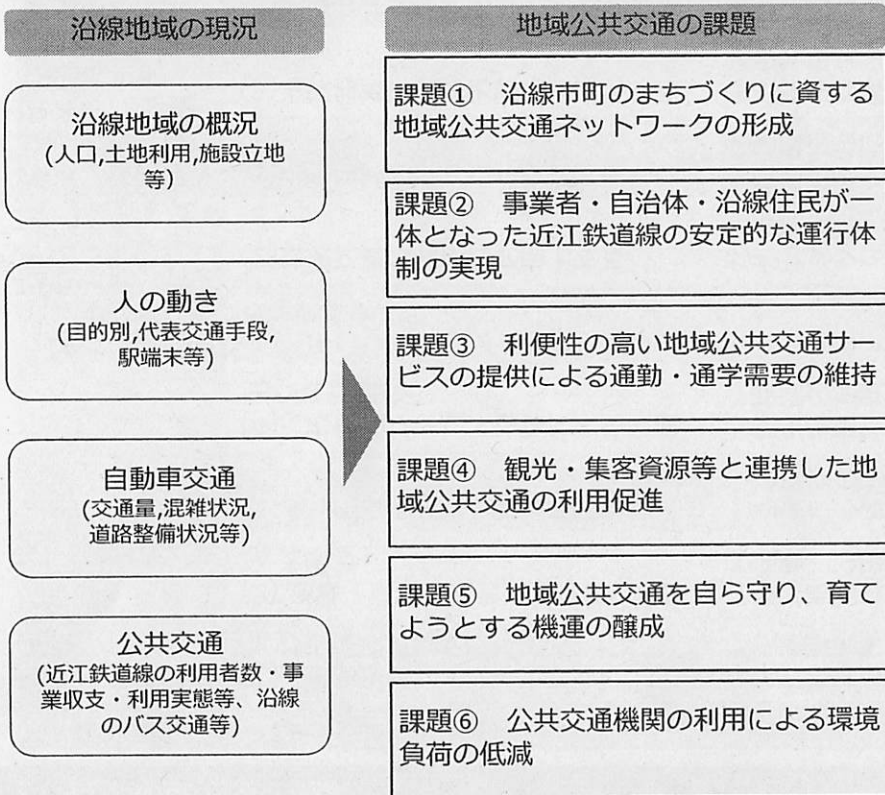 沿線地域の現況
沿線地域の概況
(人口,土地利用,施設立地
等)
人の動き
(目的別,代表交通手段,
駅端末等)
自動車交通
(交通量,混雑状況,
道路整備状況等)
公共交通
(近江鉄道線の利用者数・事
業収支・利用実態等、沿線
のバス交通等)
地域公共交通の課題
課題①　沿線市町のまちづくりに資する
地域公共交通ネットワークの形成
課題②　事業者・自治体・沿線住民が一
体となった近江鉄道線の安定的な運行体
制の実現
課題③　利便性の高い地域公共交通サー
ビスの提供による通勤・通学需要の維持
課題④　観光・集客資源等と連携した地
域公共交通の利用促進
課題⑤　地域公共交通を自ら守り、育て
ようとする機運の醸成
課題⑥　公共交通機関の利用による環境
負荷の低減